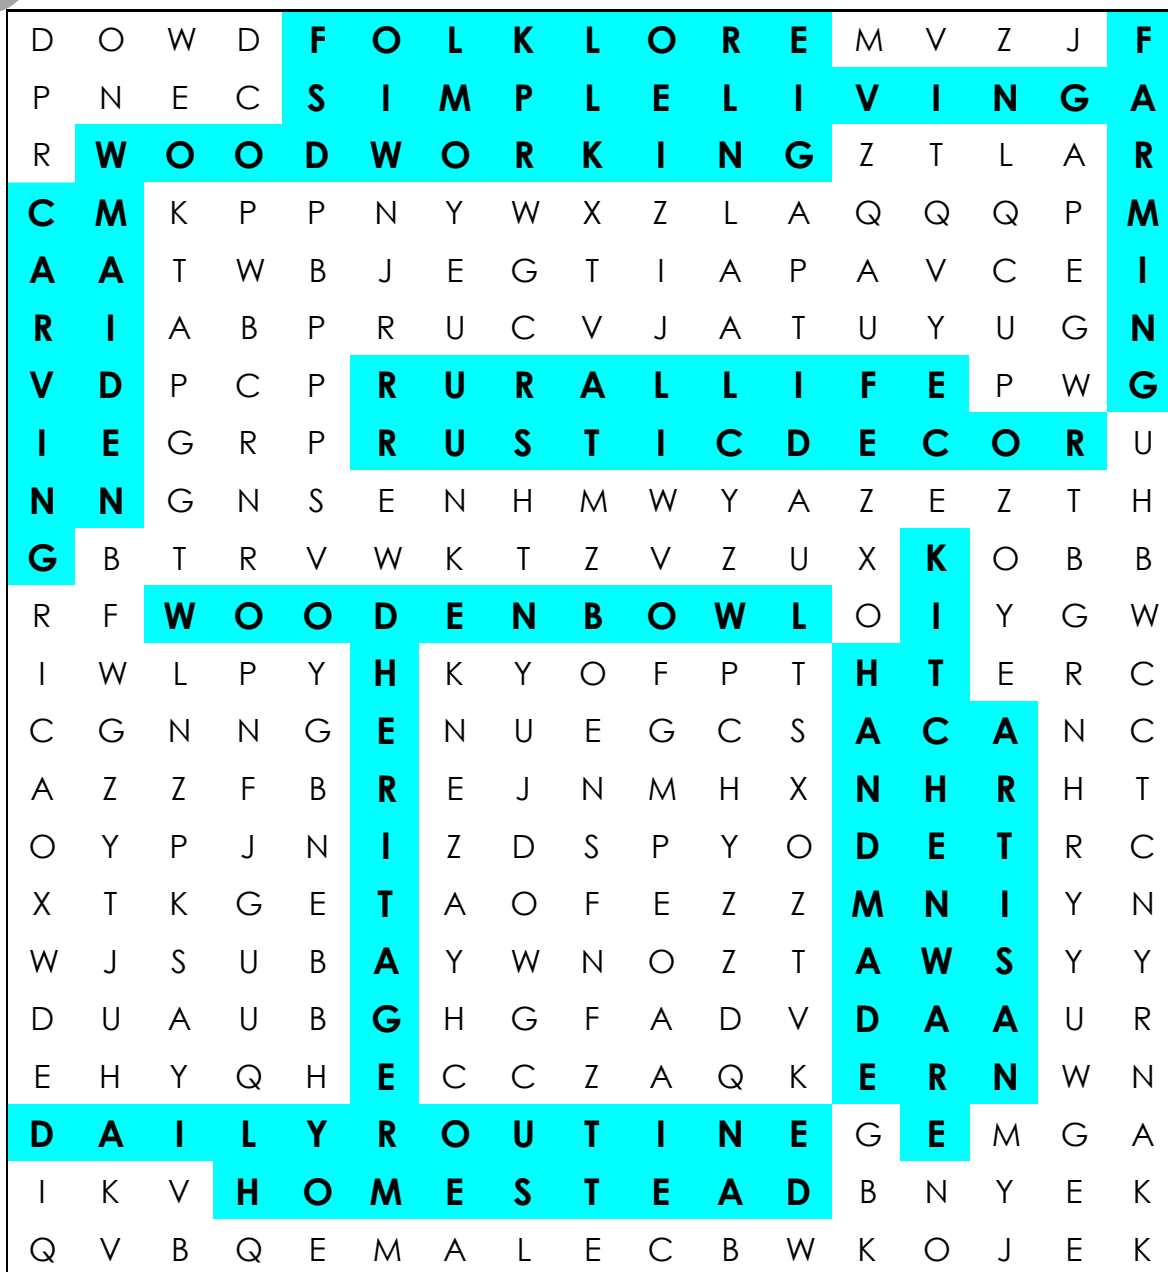 D O W D F O L K L O R E M V Z J F
P N E C S I M P L E L I V I N G A
R W O O D W O R K I N G Z T L A R
C M K P P N Y W X Z L A Q Q Q P M
A A T W B J E G T I A P A V C E I
R I A B P R U C V J A T U Y U G N
V D P C P R U R A L L I F E P W G
I E G R P R U S T I C D E C O R U
N N G N S E N H M W Y A Z E Z T H
G B T R V W K T Z V Z U X K O B B
R F W O O D E N B O W L O I Y G W
I W L P Y H K Y O F P T H T E R C
C G N N G E N U E G C S A C A N C
A Z Z F B R E J N M H X N H R H T
O Y P J N I Z D S P Y O D E T R C
X T K G E T A O F E Z Z M N I Y N
W J S U B A Y W N O Z T A W S Y Y
D U A U B G H G F A D V D A A U R
E H Y Q H E C C Z A Q K E R N W N
D A I L Y R O U T I N E G E M G A
I K V H O M E S T E A D B N Y E K
Q V B Q E M A L E C B W K O J E K